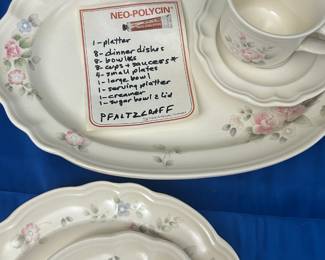 NEO-POLYCIN®
1-platter
8-dinner dishes
8-bowls
8 cups + saucers *
4-small plates
1-large bowl
1-serving platter
1-creamer
1-sugar bowl & lid
PFALTZGRAFF